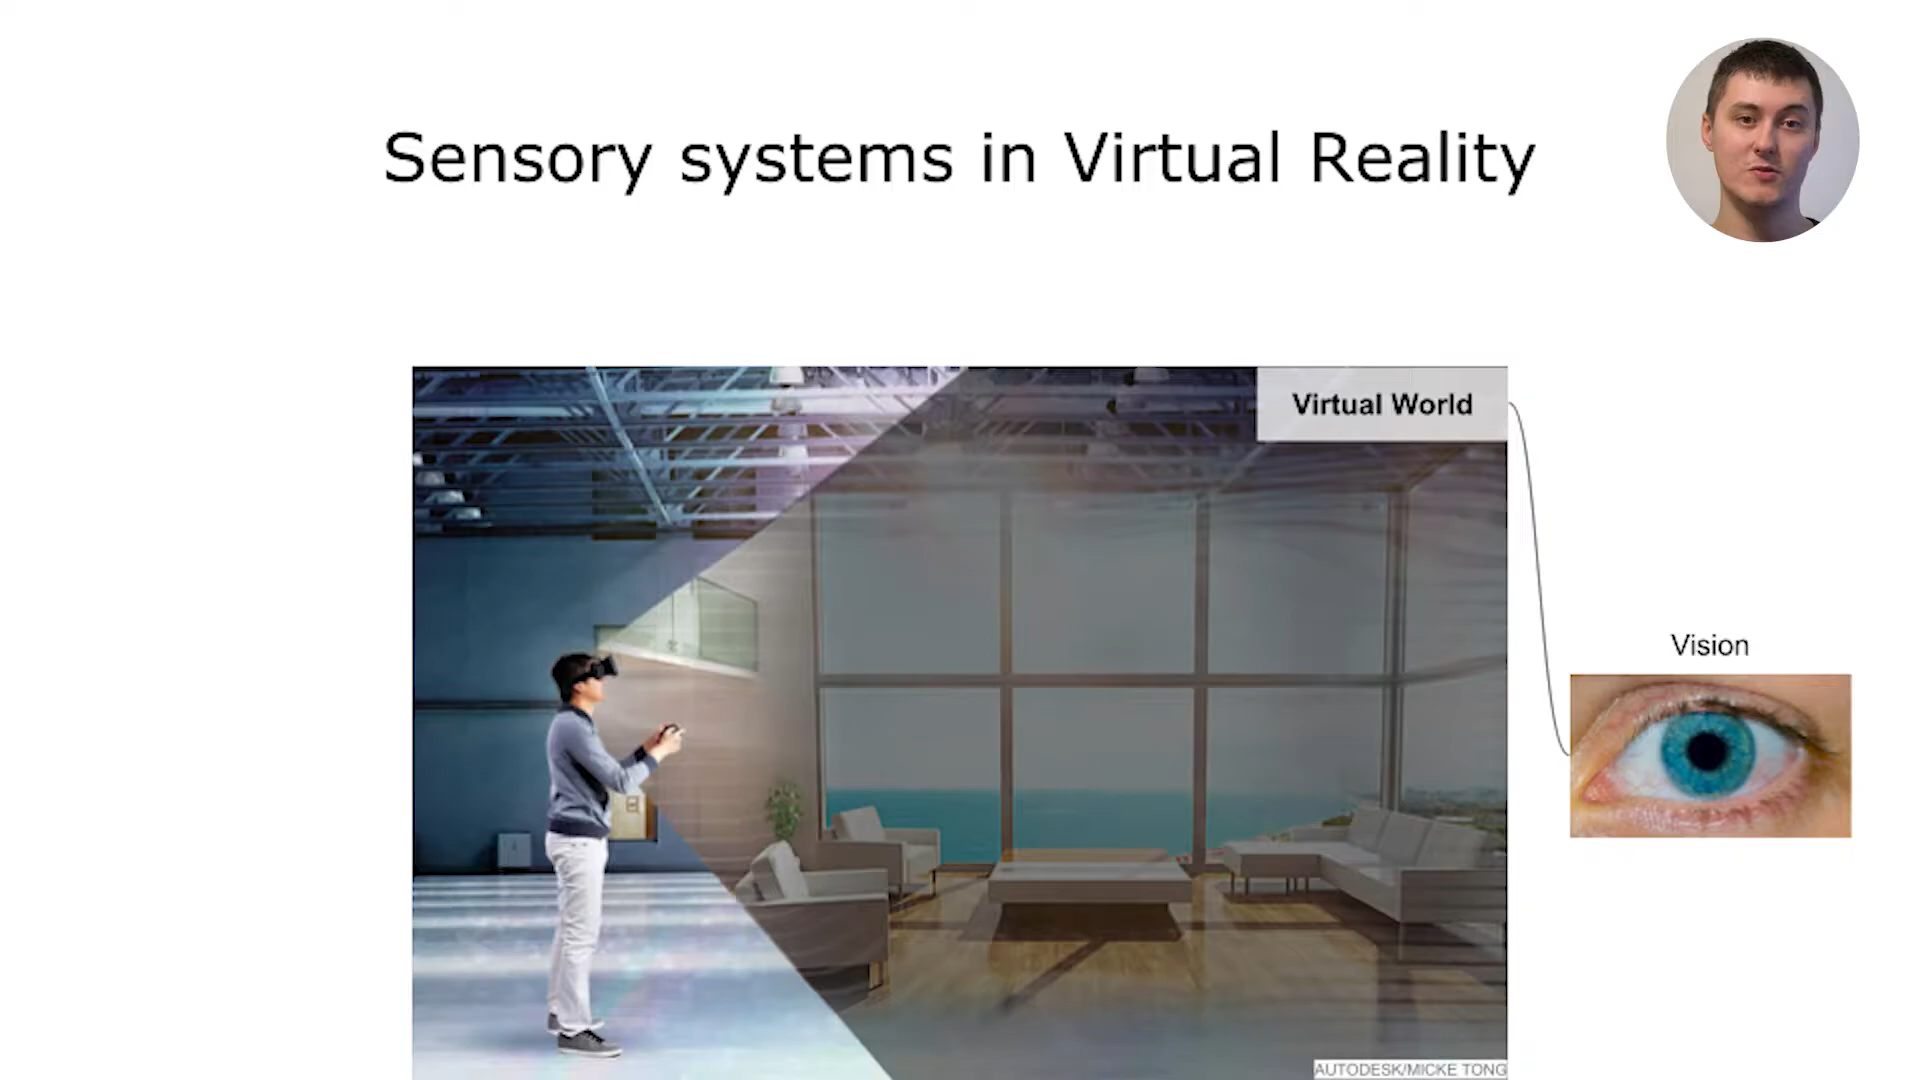 Sensory systems in Virtual Reality
Virtual World
Vision
AUTODESK/MICKE TONG